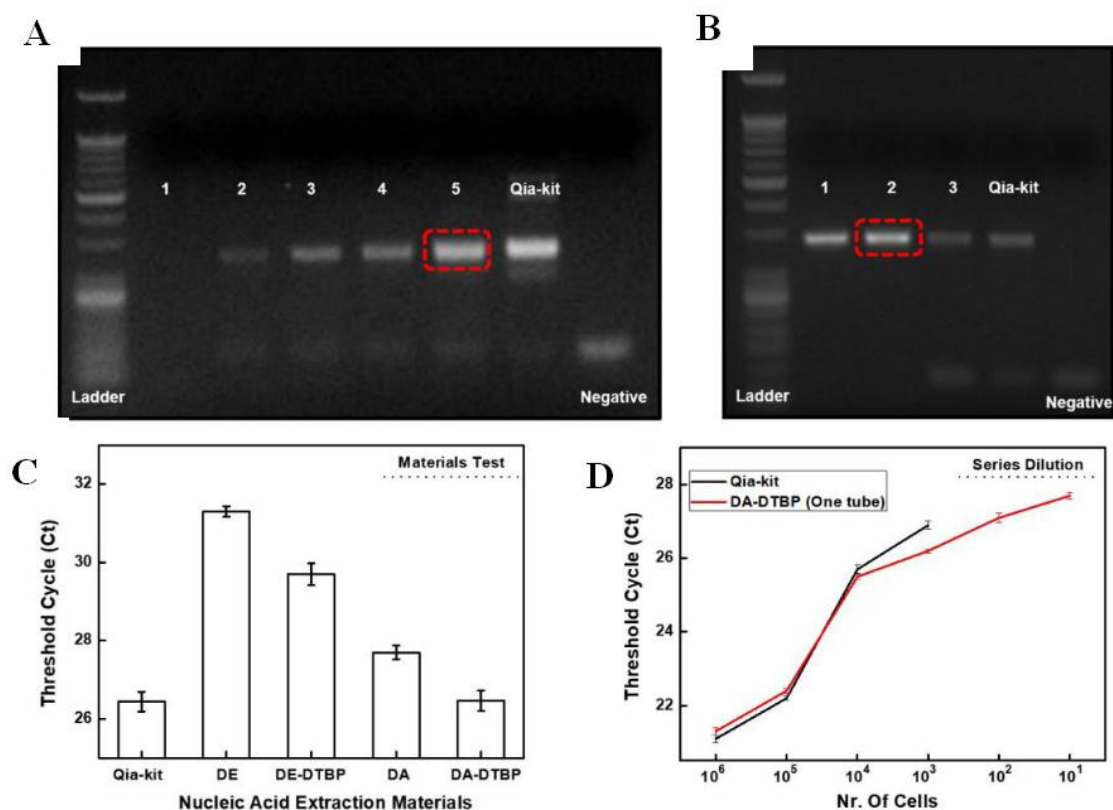 A
1
2
3
4
5
Qia-kit
Ladder
Negative
B
1
2
3
Qia-kit
Ladder
Negative
C
Materials Test
Threshold Cycle (Ct)
32
30
28
26
Qia-kit
DE
DE-DTBP
DA
DA-DTBP
Nucleic Acid Extraction Materials
D
Series Dilution
Qia-kit
DA-DTBP (One tube)
Threshold Cycle (Ct)
28
26
24
22
10⁶
10⁵
10⁴
10³
10²
10¹
Nr. Of Cells